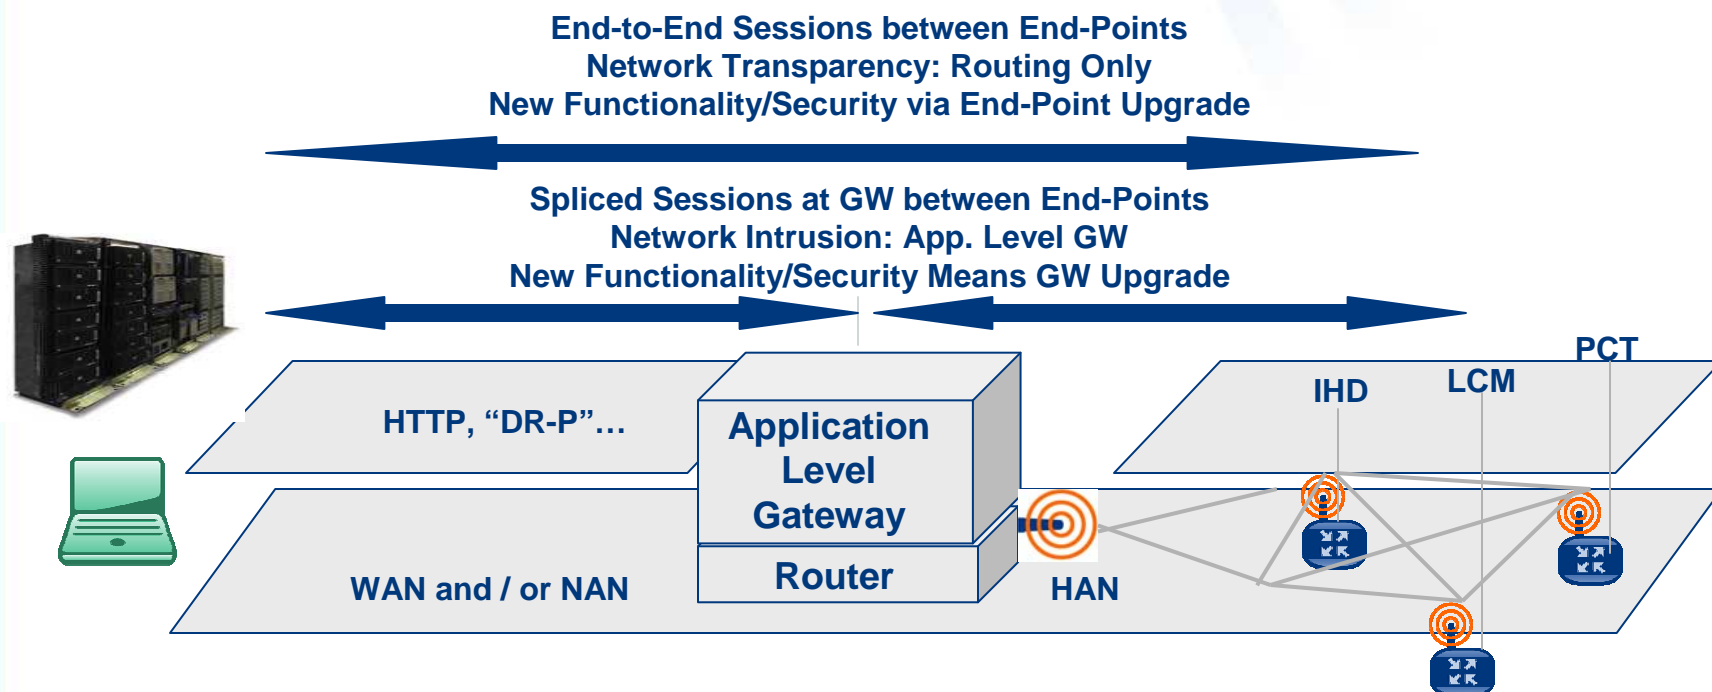 End-to-End Sessions between End-Points
Network Transparency: Routing Only
New Functionality/Security via End-Point Upgrade
Spliced Sessions at GW between End-Points
Network Intrusion: App. Level GW
New Functionality/Security Means GW Upgrade
PCT
LCM
IHD
HTTP, “DR-P”…
Application
Level
Gateway
Router
WAN and / or NAN
HAN